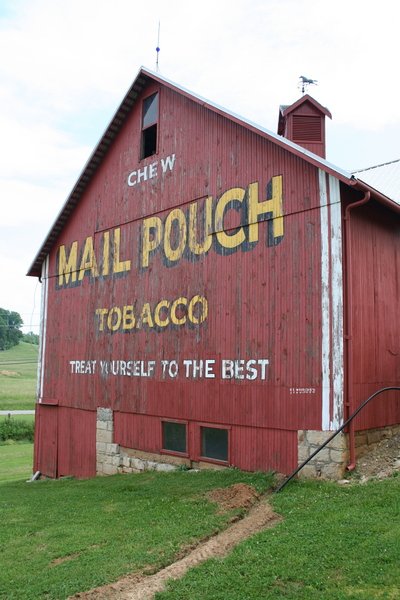 CHEW
MAIL POUCH
TOBACCO
TREAT YOURSELF TO THE BEST